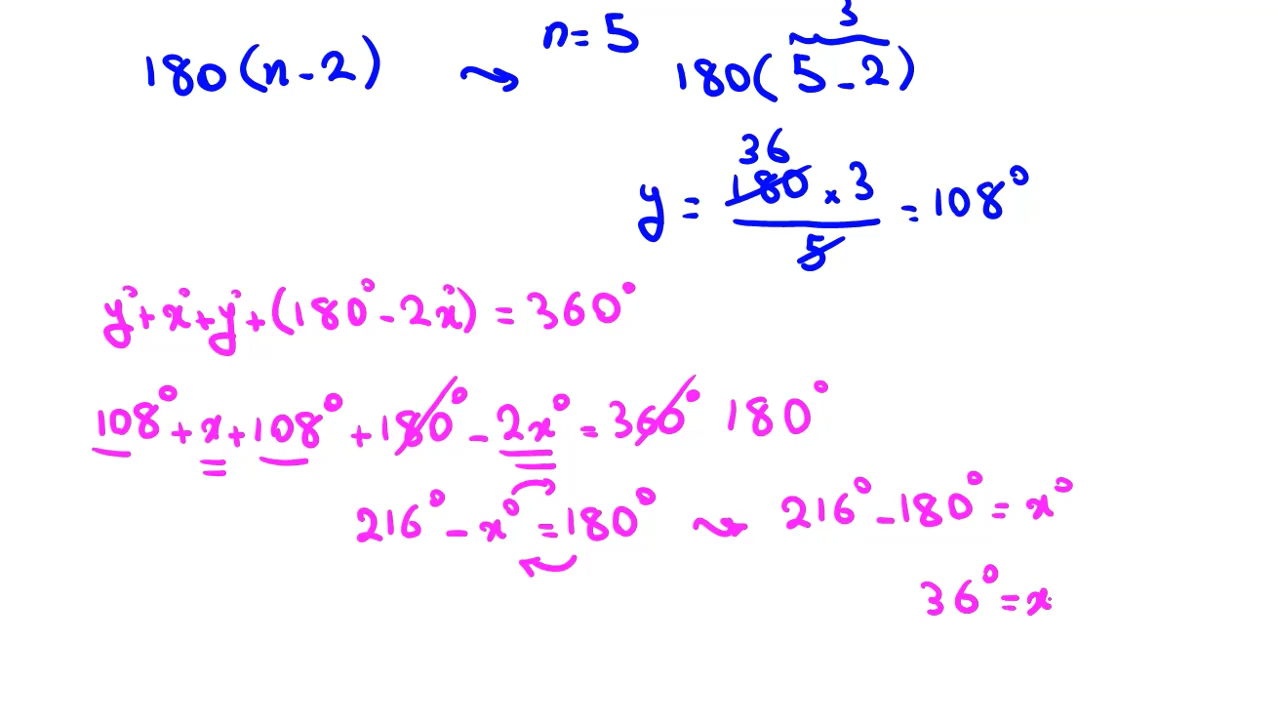 180(n-2) ⇝ n=5 180(5-2) 3
36
y = 180 × 3 / 5 = 108°
y°+x°+y°+(180°-2x°) = 360°
108°+x+108°+180°-2x°=360° 180°
216°-x°=180° ⇝ 216°-180°=x°
36°=x